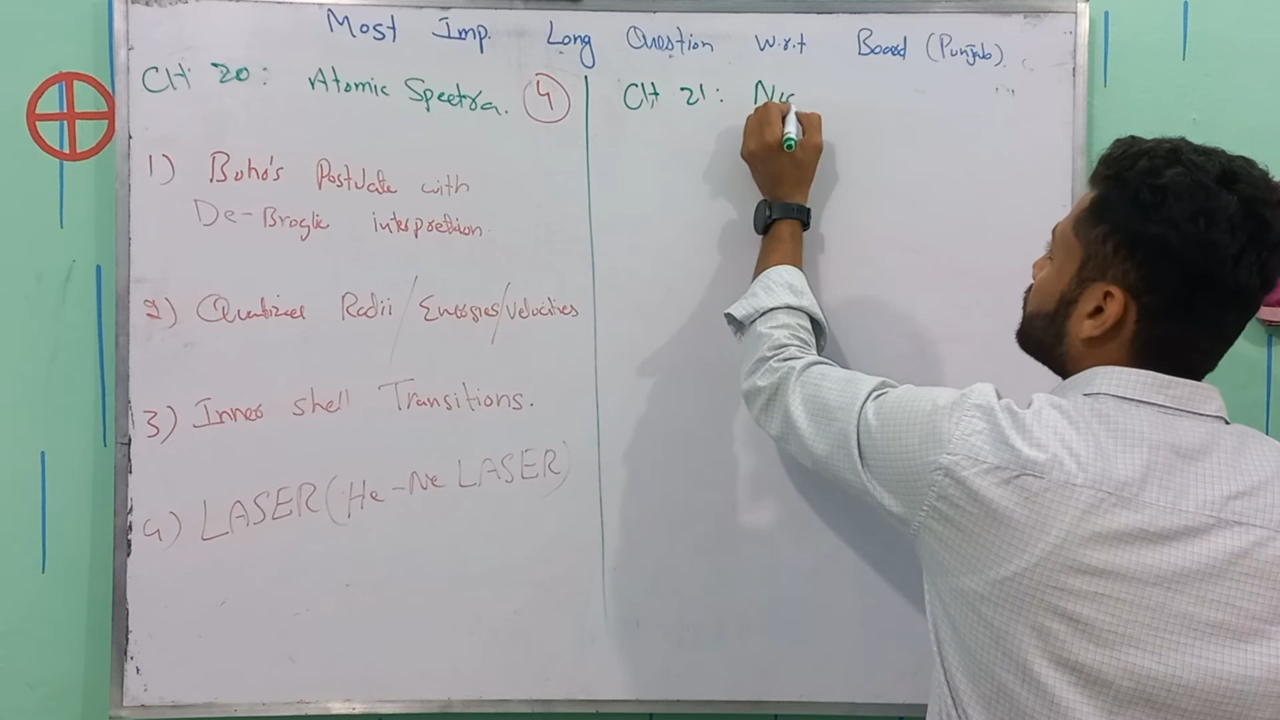 Most Imp. Long Question w.r.t Board (Punjab).
CH 20: Atomic Spectra. 4
1) Bohr's Postulate with
De-Broglie interpretion.
2) Quantized Radii / Energies / Velocities
3) Inner shell Transitions.
4) LASER (He-Ne LASER)
CH 21: Nuc